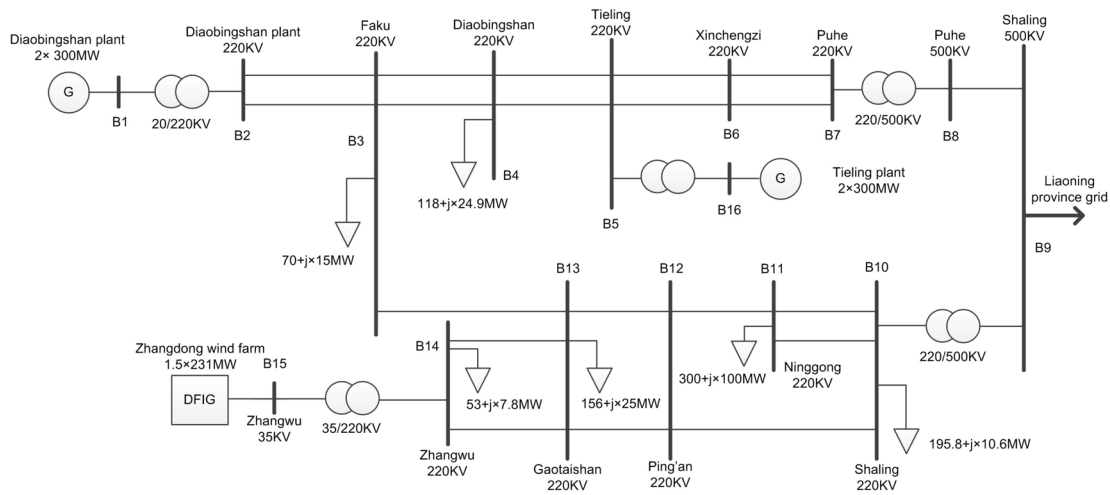 Diaobingshan plant
2× 300MW
G
B1
20/220KV
Diaobingshan plant
220KV
B2
Faku
220KV
B3
Diaobingshan
220KV
B4
118+j×24.9MW
70+j×15MW
Tieling
220KV
B5
Xinchengzi
220KV
B6
Puhe
220KV
B7
220/500KV
Puhe
500KV
B8
Shaling
500KV
B16
G
Tieling plant
2×300MW
Liaoning
province grid
B9
B13
B12
B11
B10
220/500KV
300+j×100MW
Ninggong
220KV
195.8+j×10.6MW
Zhangdong wind farm
1.5×231MW
DFIG
B15
Zhangwu
35KV
35/220KV
B14
53+j×7.8MW
156+j×25MW
Zhangwu
220KV
Gaotaishan
220KV
Ping'an
220KV
Shaling
220KV